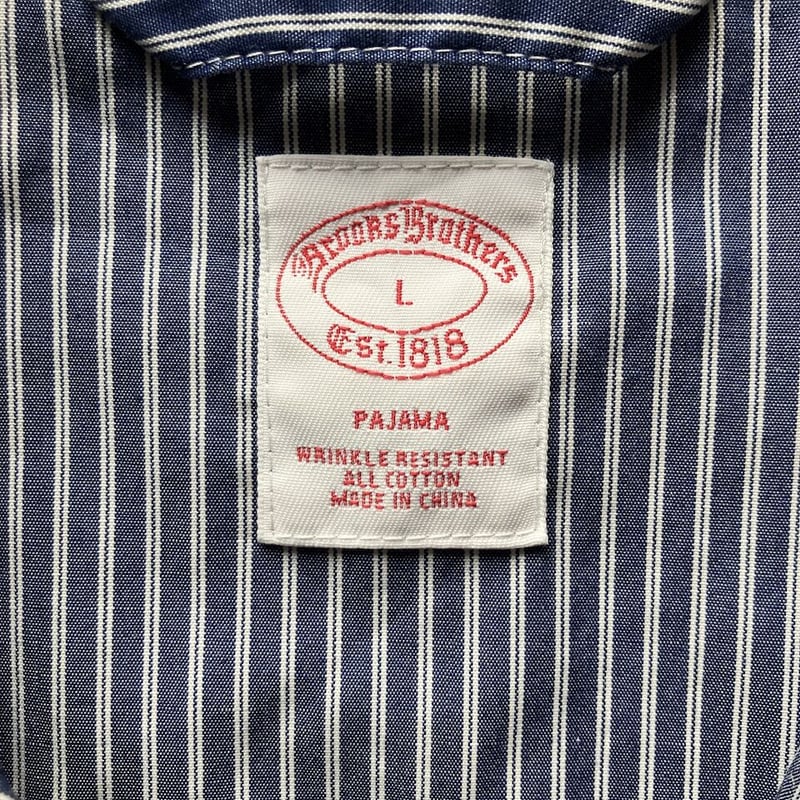 Brooks Brothers
L
Est. 1818
PAJAMA
WRINKLE RESISTANT
ALL COTTON
MADE IN CHINA